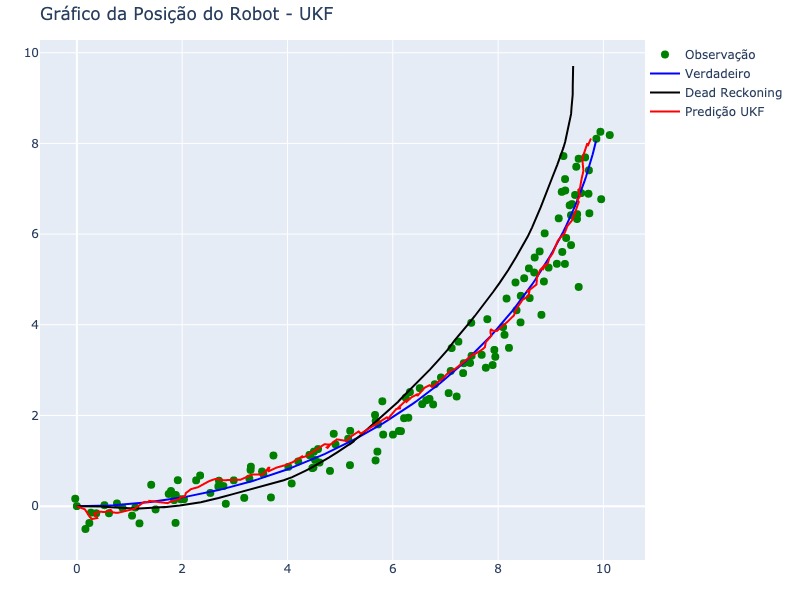 Gráfico da Posição do Robot - UKF
Observação
Verdadeiro
Dead Reckoning
Predição UKF
10
8
6
4
2
0
0 2 4 6 8 10